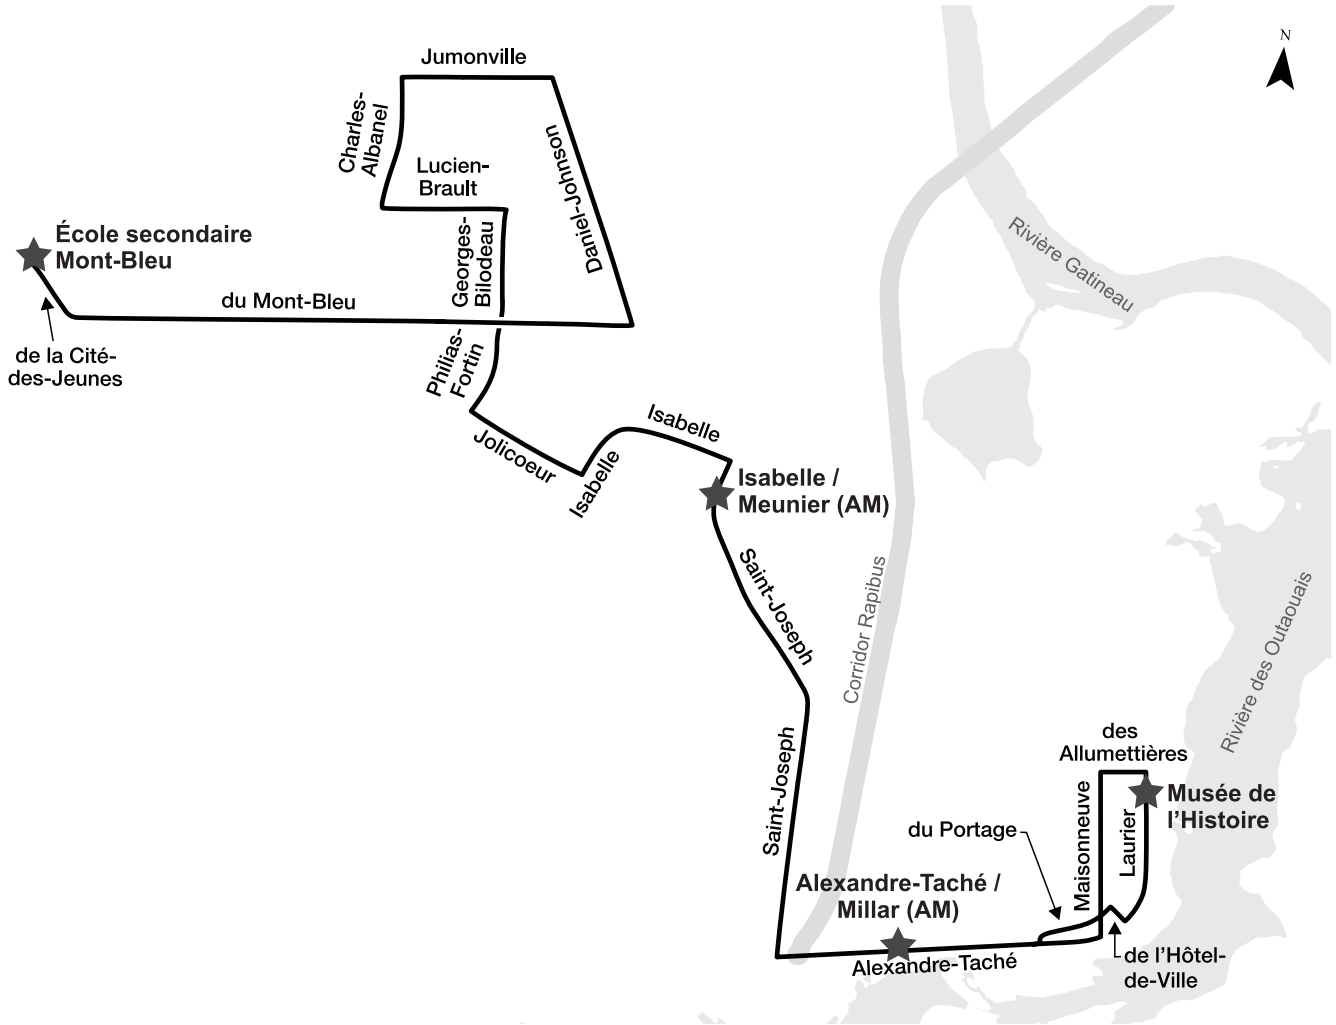 N
Jumonville
Charles-
Albanel
Lucien-
Brault
Daniel-Johnson
Georges-
Bilodeau
École secondaire
Mont-Bleu
du Mont-Bleu
de la Cité-
des-Jeunes
Philias-
Fortin
Jolicoeur
Isabelle
Isabelle
Isabelle /
Meunier (AM)
Rivière Gatineau
Saint-Joseph
Saint-Joseph
Corridor Rapibus
Rivière des Outaouais
des
Allumettières
Musée de
l'Histoire
Maisonneuve
Laurier
du Portage
Alexandre-Taché /
Millar (AM)
Alexandre-Taché
de l'Hôtel-
de-Ville